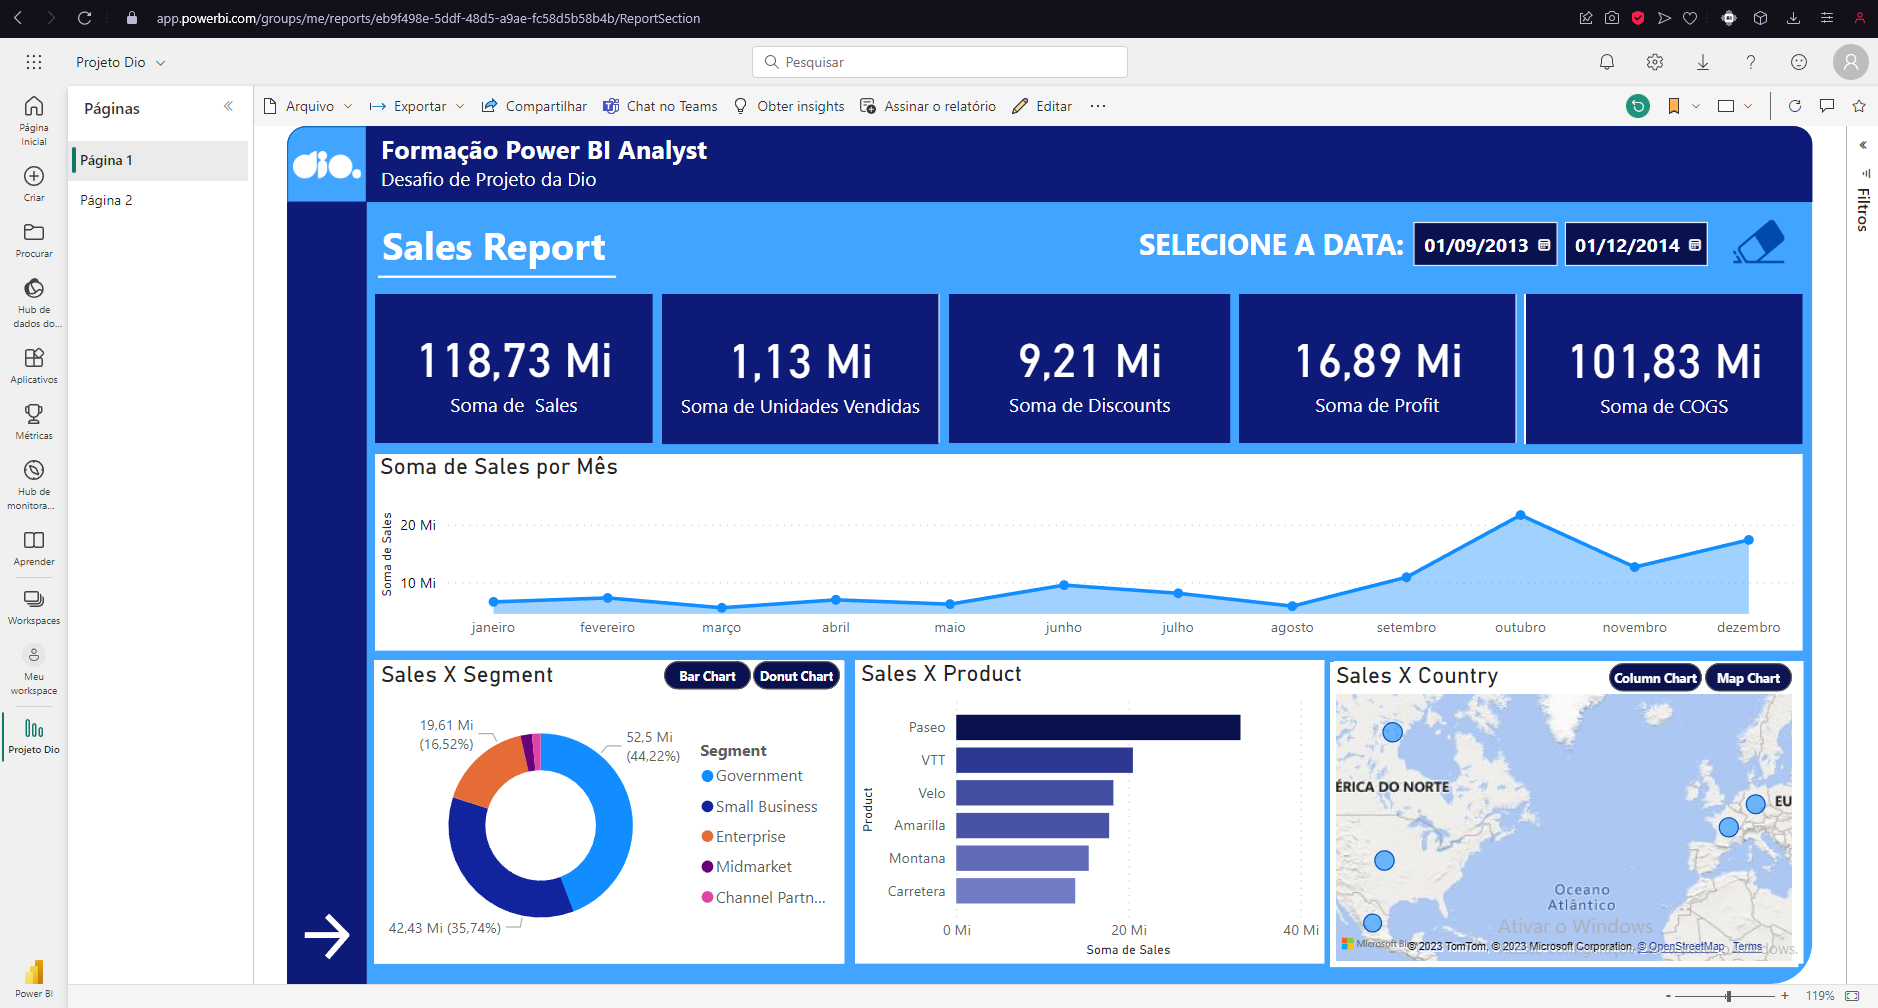 app.powerbi.com/groups/me/reports/eb9f498e-5ddf-48d5-a9ae-fc58d5b58b4b/ReportSection
Projeto Dio
Pesquisar
Página Inicial
Criar
Procurar
Hub de dados do...
Aplicativos
Métricas
Hub de monitora...
Aprender
Workspaces
Meu workspace
Projeto Dio
Power BI
Páginas
Página 1
Página 2
Arquivo
Exportar
Compartilhar
Chat no Teams
Obter insights
Assinar o relatório
Editar
Filtros
dio.
Formação Power BI Analyst
Desafio de Projeto da Dio
Sales Report
SELECIONE A DATA:
01/09/2013
01/12/2014
118,73 Mi
Soma de Sales
1,13 Mi
Soma de Unidades Vendidas
9,21 Mi
Soma de Discounts
16,89 Mi
Soma de Profit
101,83 Mi
Soma de COGS
Soma de Sales por Mês
Soma de Sales
20 Mi
10 Mi
janeiro
fevereiro
março
abril
maio
junho
julho
agosto
setembro
outubro
novembro
dezembro
Sales X Segment
Bar Chart
Donut Chart
19,61 Mi
(16,52%)
52,5 Mi
(44,22%)
42,43 Mi (35,74%)
Segment
Government
Small Business
Enterprise
Midmarket
Channel Partn...
Sales X Product
Product
Paseo
VTT
Velo
Amarilla
Montana
Carretera
0 Mi
20 Mi
40 Mi
Soma de Sales
Sales X Country
Column Chart
Map Chart
ÉRICA DO NORTE
EU
Oceano
Atlântico
Ativar o Windows
Microsoft Bi
© 2023 TomTom, © 2023 Microsoft Corporation, © OpenStreetMap Terms
119%